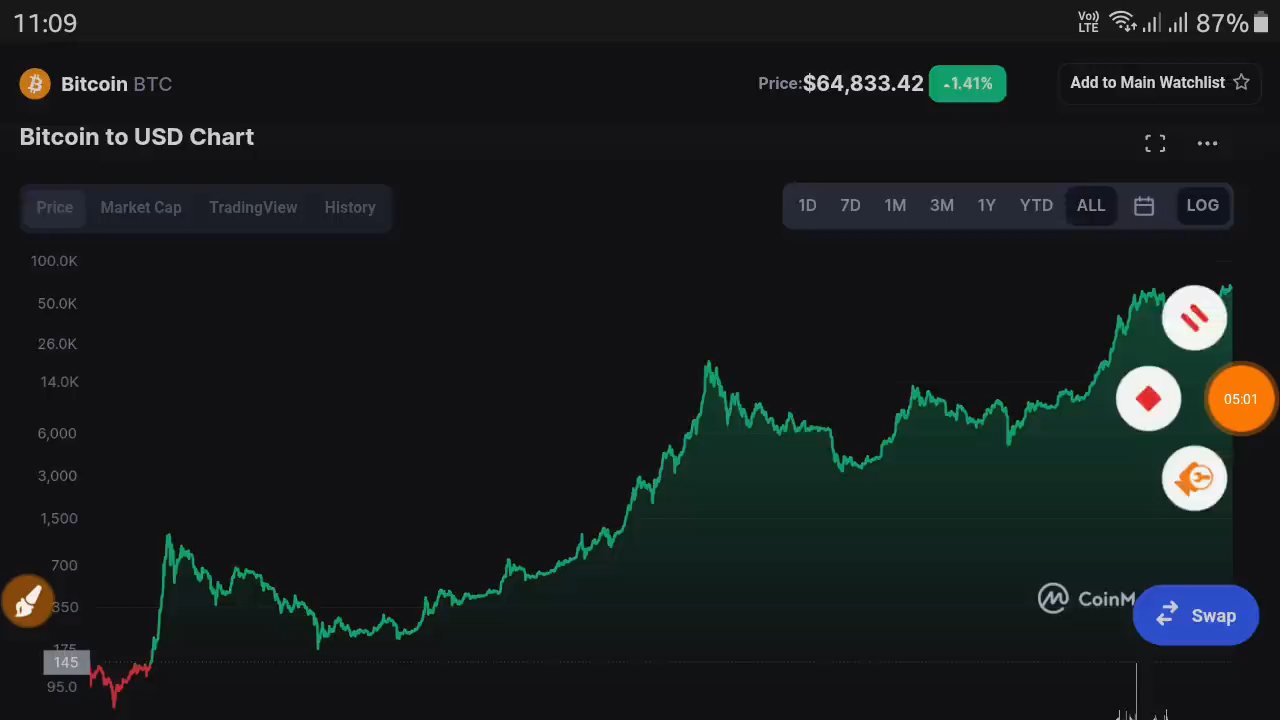 11:09
Vo)) LTE 87%
Bitcoin BTC
Price:$64,833.42 1.41%
Add to Main Watchlist
Bitcoin to USD Chart
Price Market Cap TradingView History
1D 7D 1M 3M 1Y YTD ALL LOG
100.0K
50.0K
26.0K
14.0K
05:01
6,000
3,000
1,500
700
350
CoinM
Swap
175
145
95.0